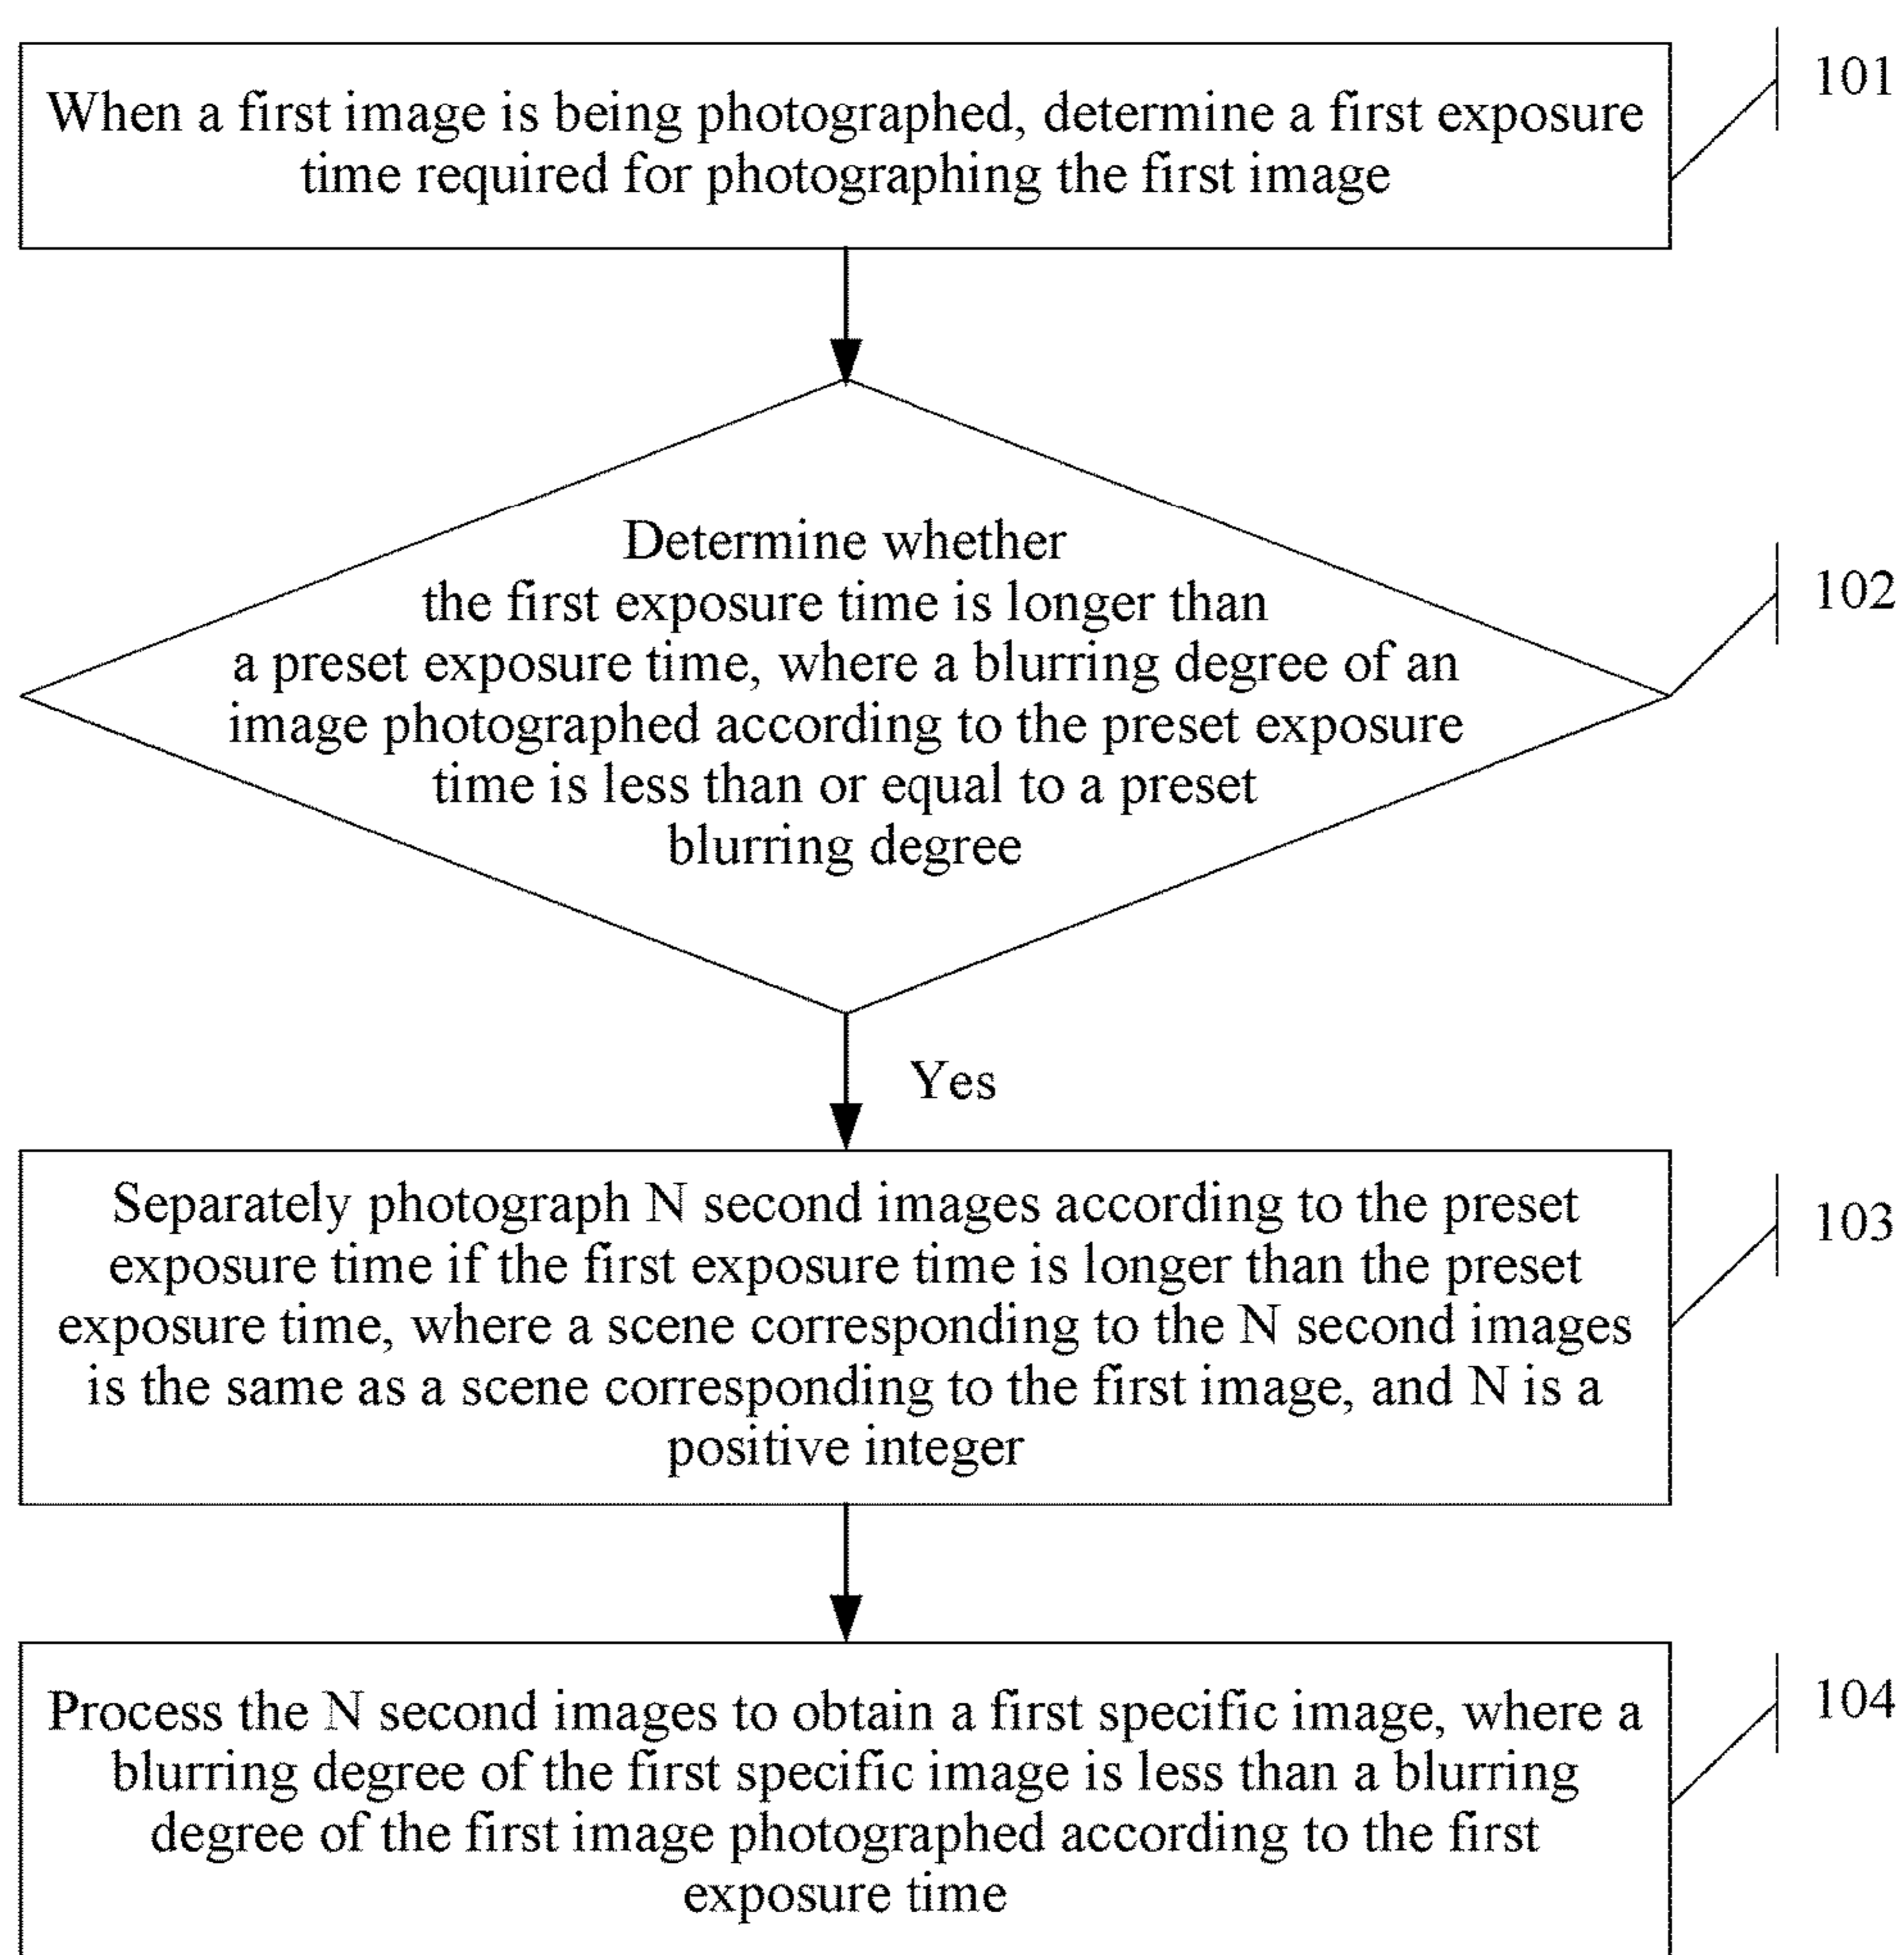 When a first image is being photographed, determine a first exposure
time required for photographing the first image
101
Determine whether
the first exposure time is longer than
a preset exposure time, where a blurring degree of an
image photographed according to the preset exposure
time is less than or equal to a preset
blurring degree
102
Yes
Separately photograph N second images according to the preset
exposure time if the first exposure time is longer than the preset
exposure time, where a scene corresponding to the N second images
is the same as a scene corresponding to the first image, and N is a
positive integer
103
Process the N second images to obtain a first specific image, where a
blurring degree of the first specific image is less than a blurring
degree of the first image photographed according to the first
exposure time
104